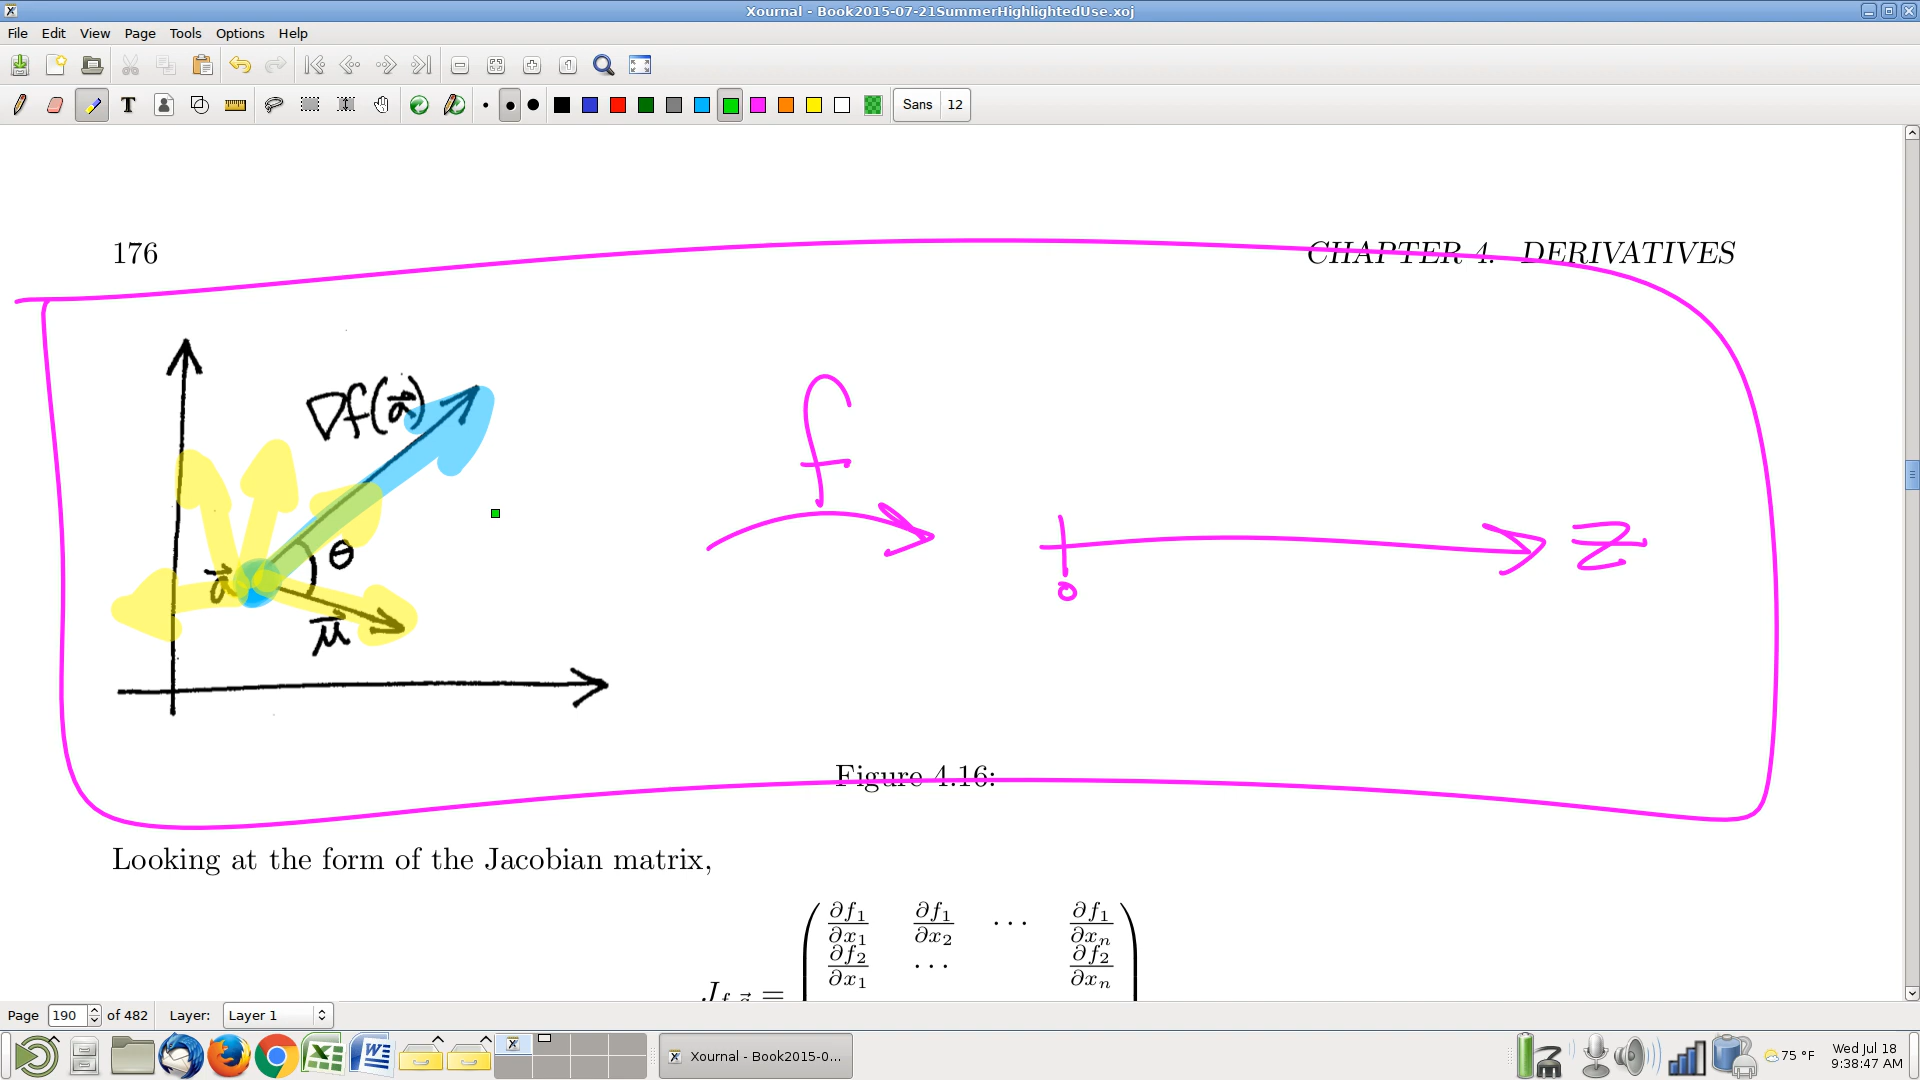 Xournal - Book2015-07-21SummerHighlightedUse.xoj
File Edit View Page Tools Options Help
T Sans 12
176 CHAPTER 4. DERIVATIVES
∇f(a⃗)
f
θ
a⃗
z
0
μ⃗
Figure 4.16:
Looking at the form of the Jacobian matrix,
∂f₁/∂x₁ ∂f₁/∂x₂ ⋯ ∂f₁/∂xₙ
∂f₂/∂x₁ ⋯ ∂f₂/∂xₙ
J f,a⃗ =
Page 190 of 482 Layer: Layer 1
Xournal - Book2015-0...
75 °F
Wed Jul 18
9:38:47 AM